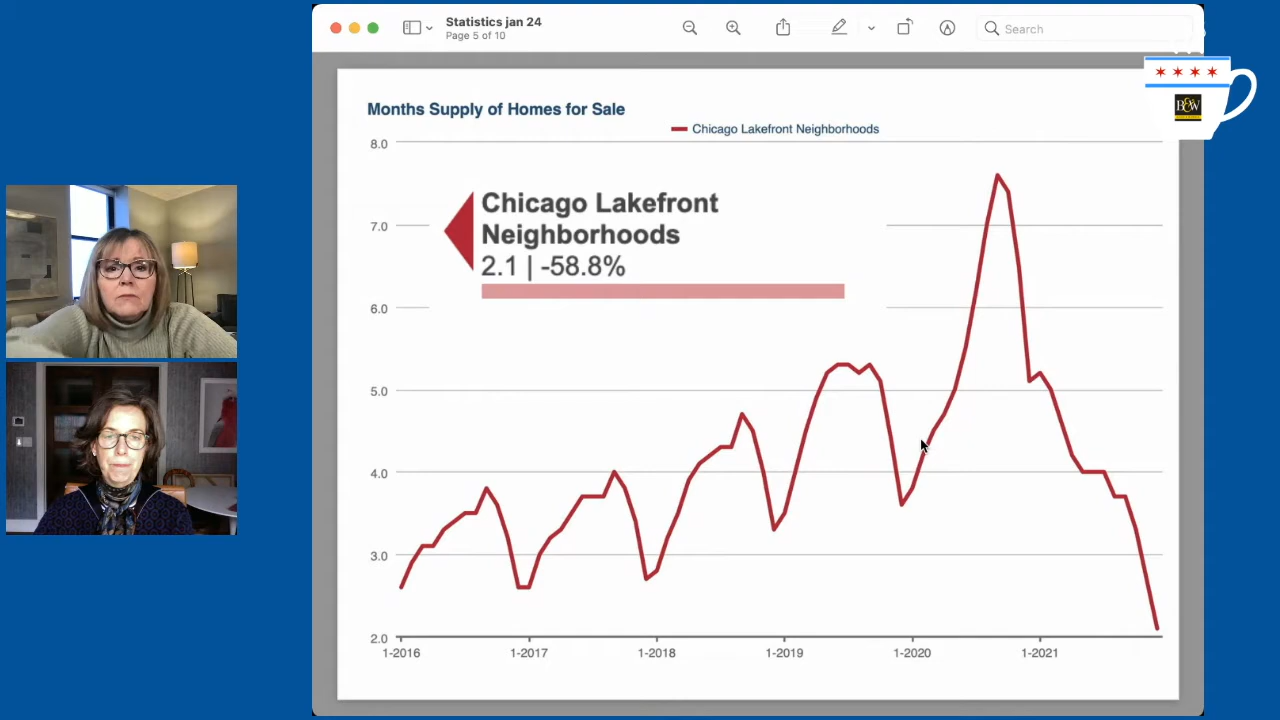 Statistics jan 24
Page 5 of 10
Search
B&W
Months Supply of Homes for Sale
Chicago Lakefront Neighborhoods
8.0
Chicago Lakefront
Neighborhoods
2.1 | -58.8%
7.0
6.0
5.0
4.0
3.0
2.0
1-2016 1-2017 1-2018 1-2019 1-2020 1-2021